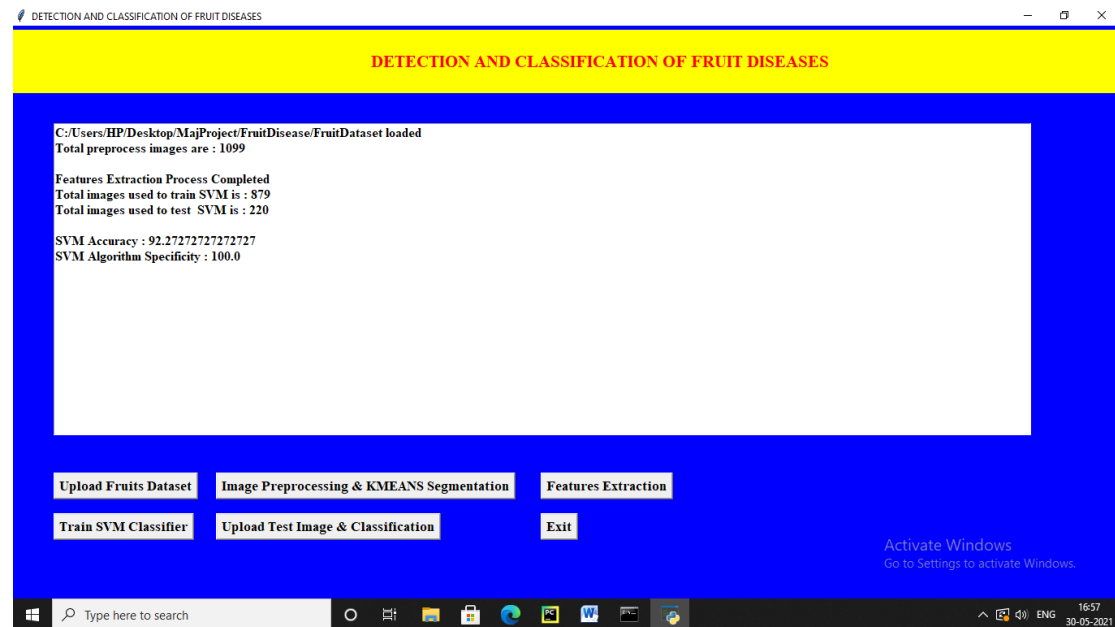 DETECTION AND CLASSIFICATION OF FRUIT DISEASES
DETECTION AND CLASSIFICATION OF FRUIT DISEASES
C:/Users/HP/Desktop/MajProject/FruitDisease/FruitDataset loaded
Total preprocess images are : 1099
Features Extraction Process Completed
Total images used to train SVM is : 879
Total images used to test  SVM is : 220
SVM Accuracy : 92.27272727272727
SVM Algorithm Specificity : 100.0
Upload Fruits Dataset
Image Preprocessing & KMEANS Segmentation
Features Extraction
Train SVM Classifier
Upload Test Image & Classification
Exit
Activate Windows
Go to Settings to activate Windows.
Type here to search
PC
W
ENG
16:57
30-05-2021